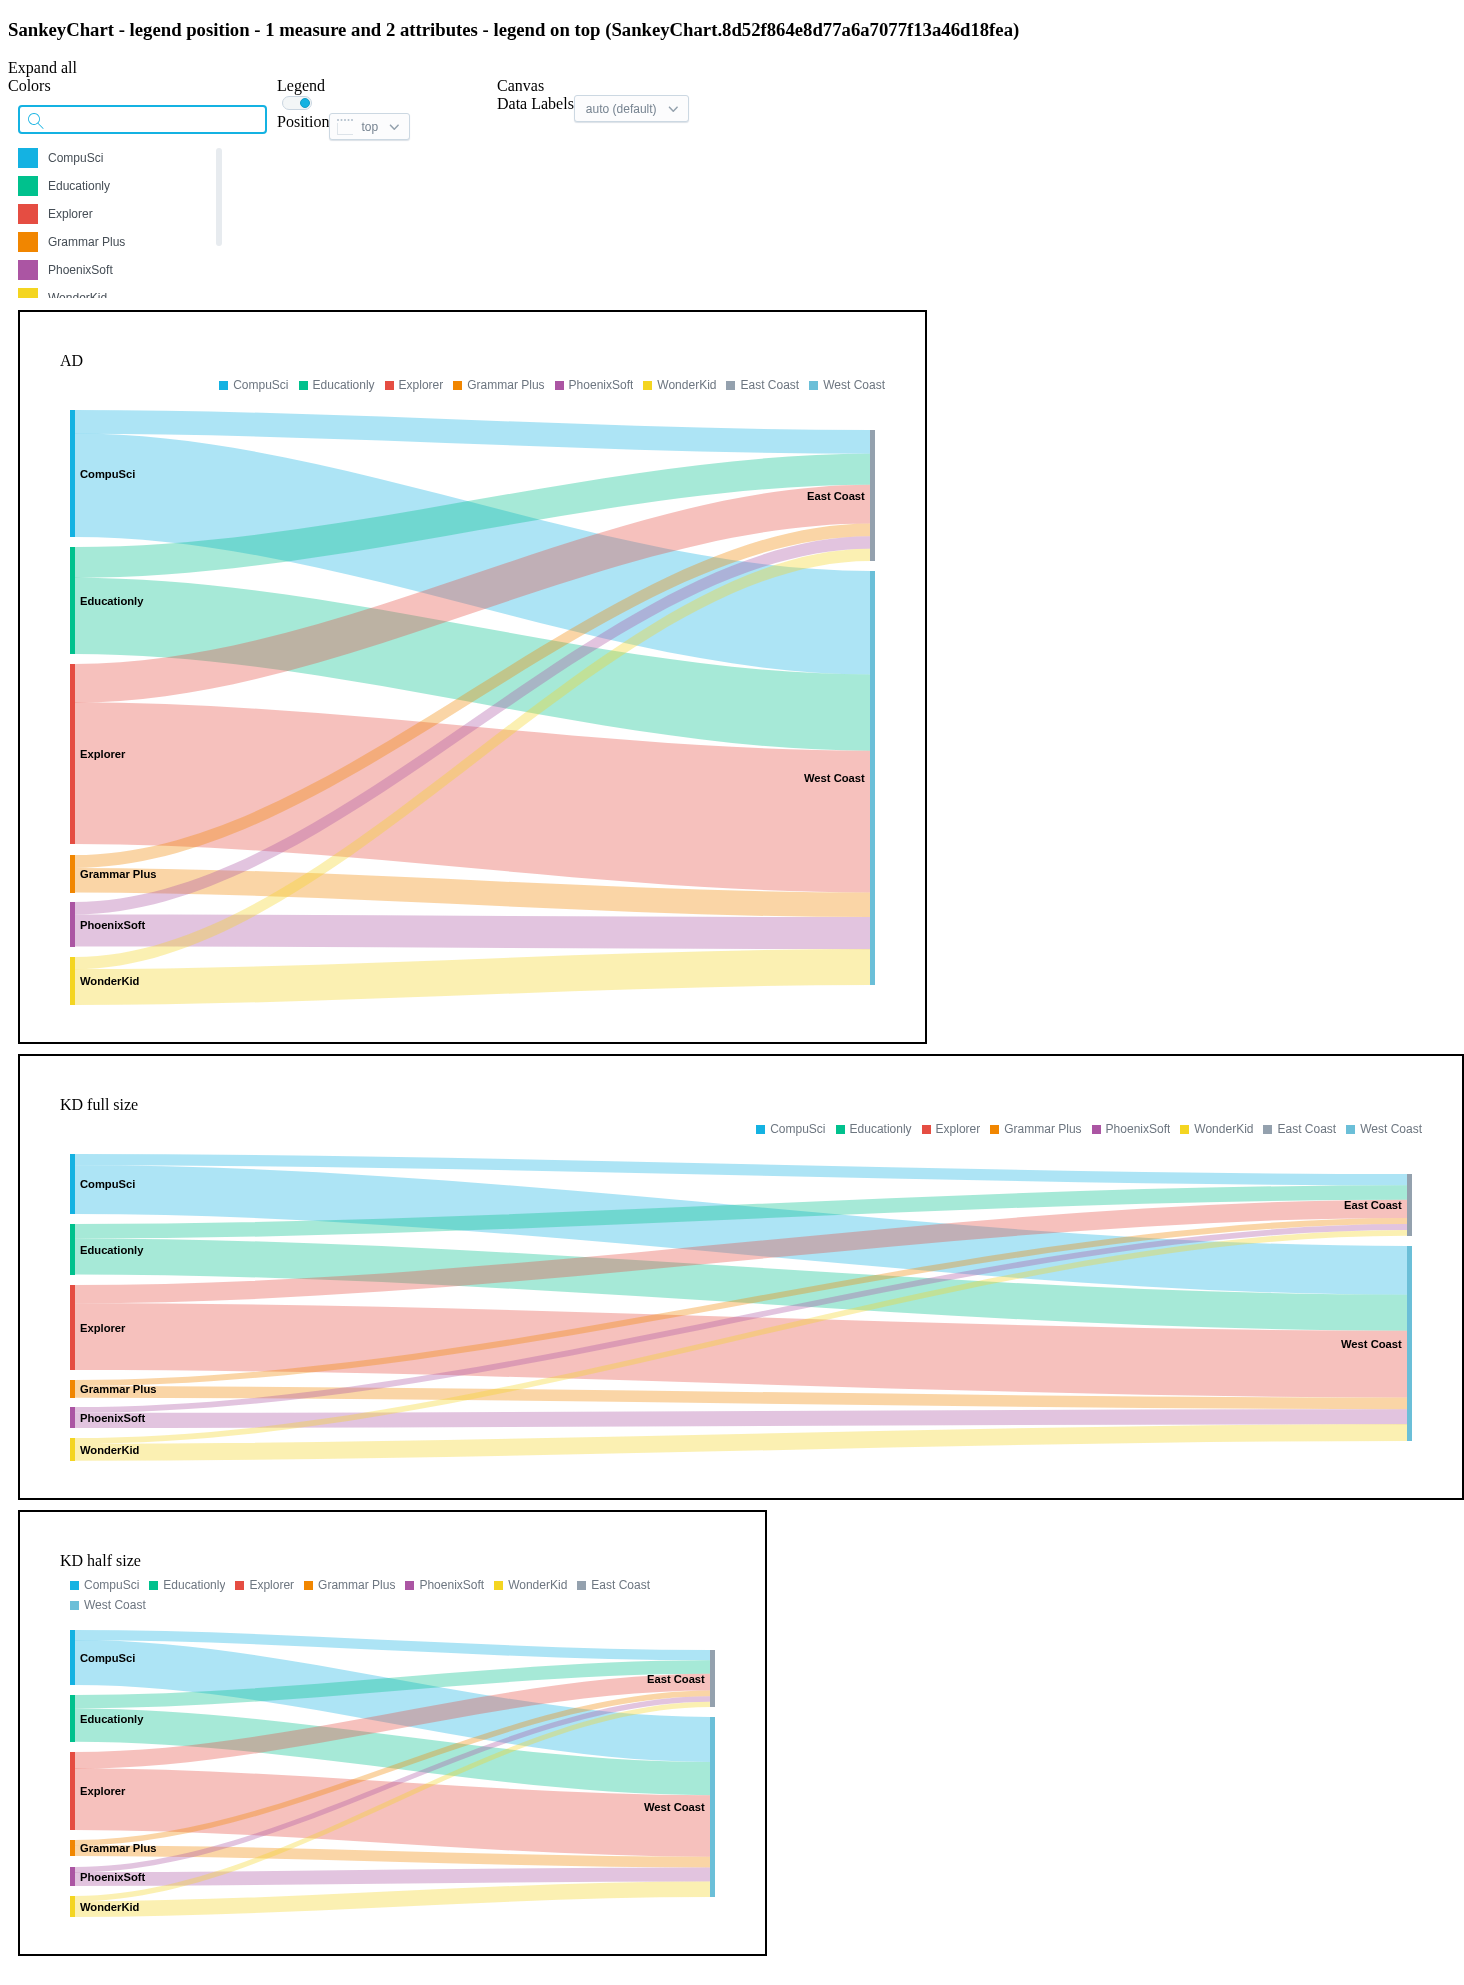 SankeyChart - legend position - 1 measure and 2 attributes - legend on top (SankeyChart.8d52f864e8d77a6a7077f13a46d18fea)
Expand all
Colors
Legend
Canvas
Data Labels auto (default)
Position top
CompuSci
Educationly
Explorer
Grammar Plus
PhoenixSoft
WonderKid
AD
CompuSci Educationly Explorer Grammar Plus PhoenixSoft WonderKid East Coast West Coast
CompuSci
East Coast
Educationly
Explorer
West Coast
Grammar Plus
PhoenixSoft
WonderKid
KD full size
CompuSci Educationly Explorer Grammar Plus PhoenixSoft WonderKid East Coast West Coast
CompuSci
East Coast
Educationly
Explorer
West Coast
Grammar Plus
PhoenixSoft
WonderKid
KD half size
CompuSci Educationly Explorer Grammar Plus PhoenixSoft WonderKid East Coast
West Coast
CompuSci
East Coast
Educationly
Explorer
West Coast
Grammar Plus
PhoenixSoft
WonderKid